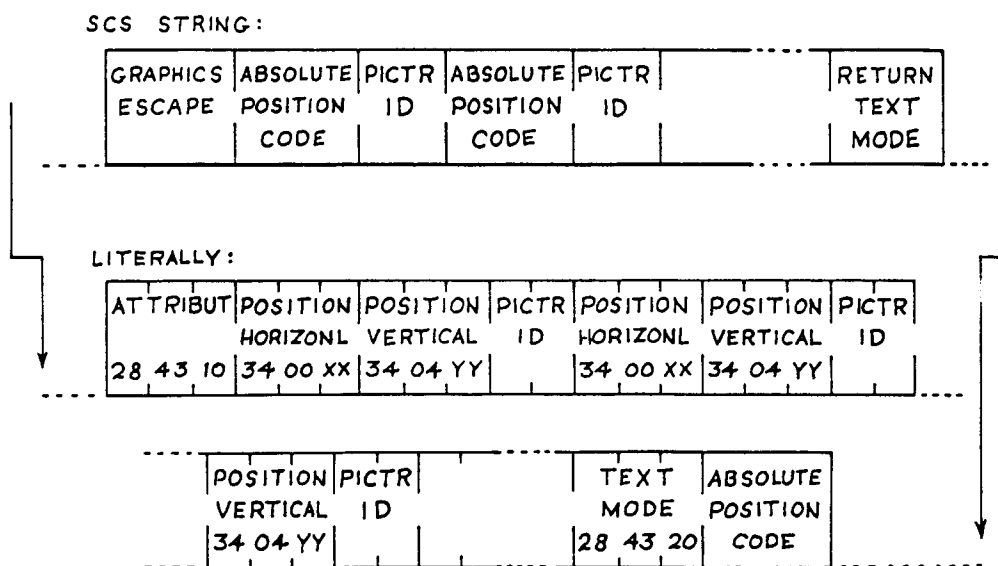 SCS STRING:
GRAPHICS ABSOLUTE PICTR ABSOLUTE PICTR RETURN
ESCAPE POSITION ID POSITION ID TEXT
CODE CODE MODE
LITERALLY:
ATTRIBUT POSITION POSITION PICTR POSITION POSITION PICTR
HORIZONL VERTICAL ID HORIZONL VERTICAL ID
28 43 10 34 00 XX 34 04 YY 34 00 XX 34 04 YY
POSITION PICTR TEXT ABSOLUTE
VERTICAL ID MODE POSITION
34 04 YY 28 43 20 CODE